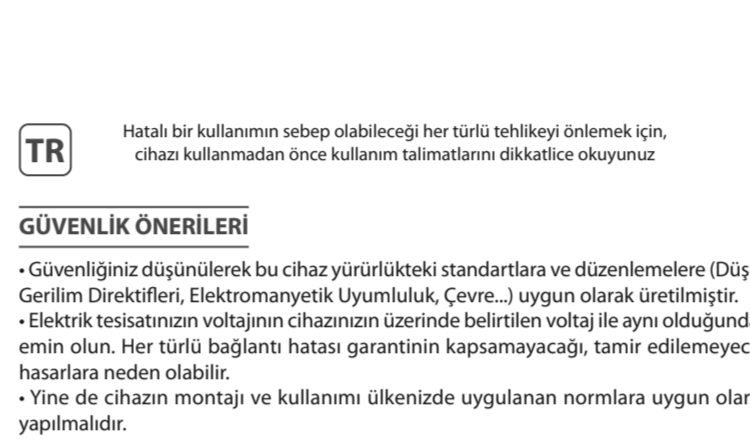 TR
Hatalı bir kullanımın sebep olabileceği her türlü tehlikeyi önlemek için,
cihazı kullanmadan önce kullanım talimatlarını dikkatlice okuyunuz
GÜVENLİK ÖNERİLERİ
• Güvenliğiniz düşünülerek bu cihaz yürürlükteki standartlara ve düzenlemelere (Düş
Gerilim Direktifleri, Elektromanyetik Uyumluluk, Çevre...) uygun olarak üretilmiştir.
• Elektrik tesisatınızın voltajının cihazınızın üzerinde belirtilen voltaj ile aynı olduğund
emin olun. Her türlü bağlantı hatası garantinin kapsamayacağı, tamir edilemeyec
hasarlara neden olabilir.
• Yine de cihazın montajı ve kullanımı ülkenizde uygulanan normlara uygun olar
yapılmalıdır.